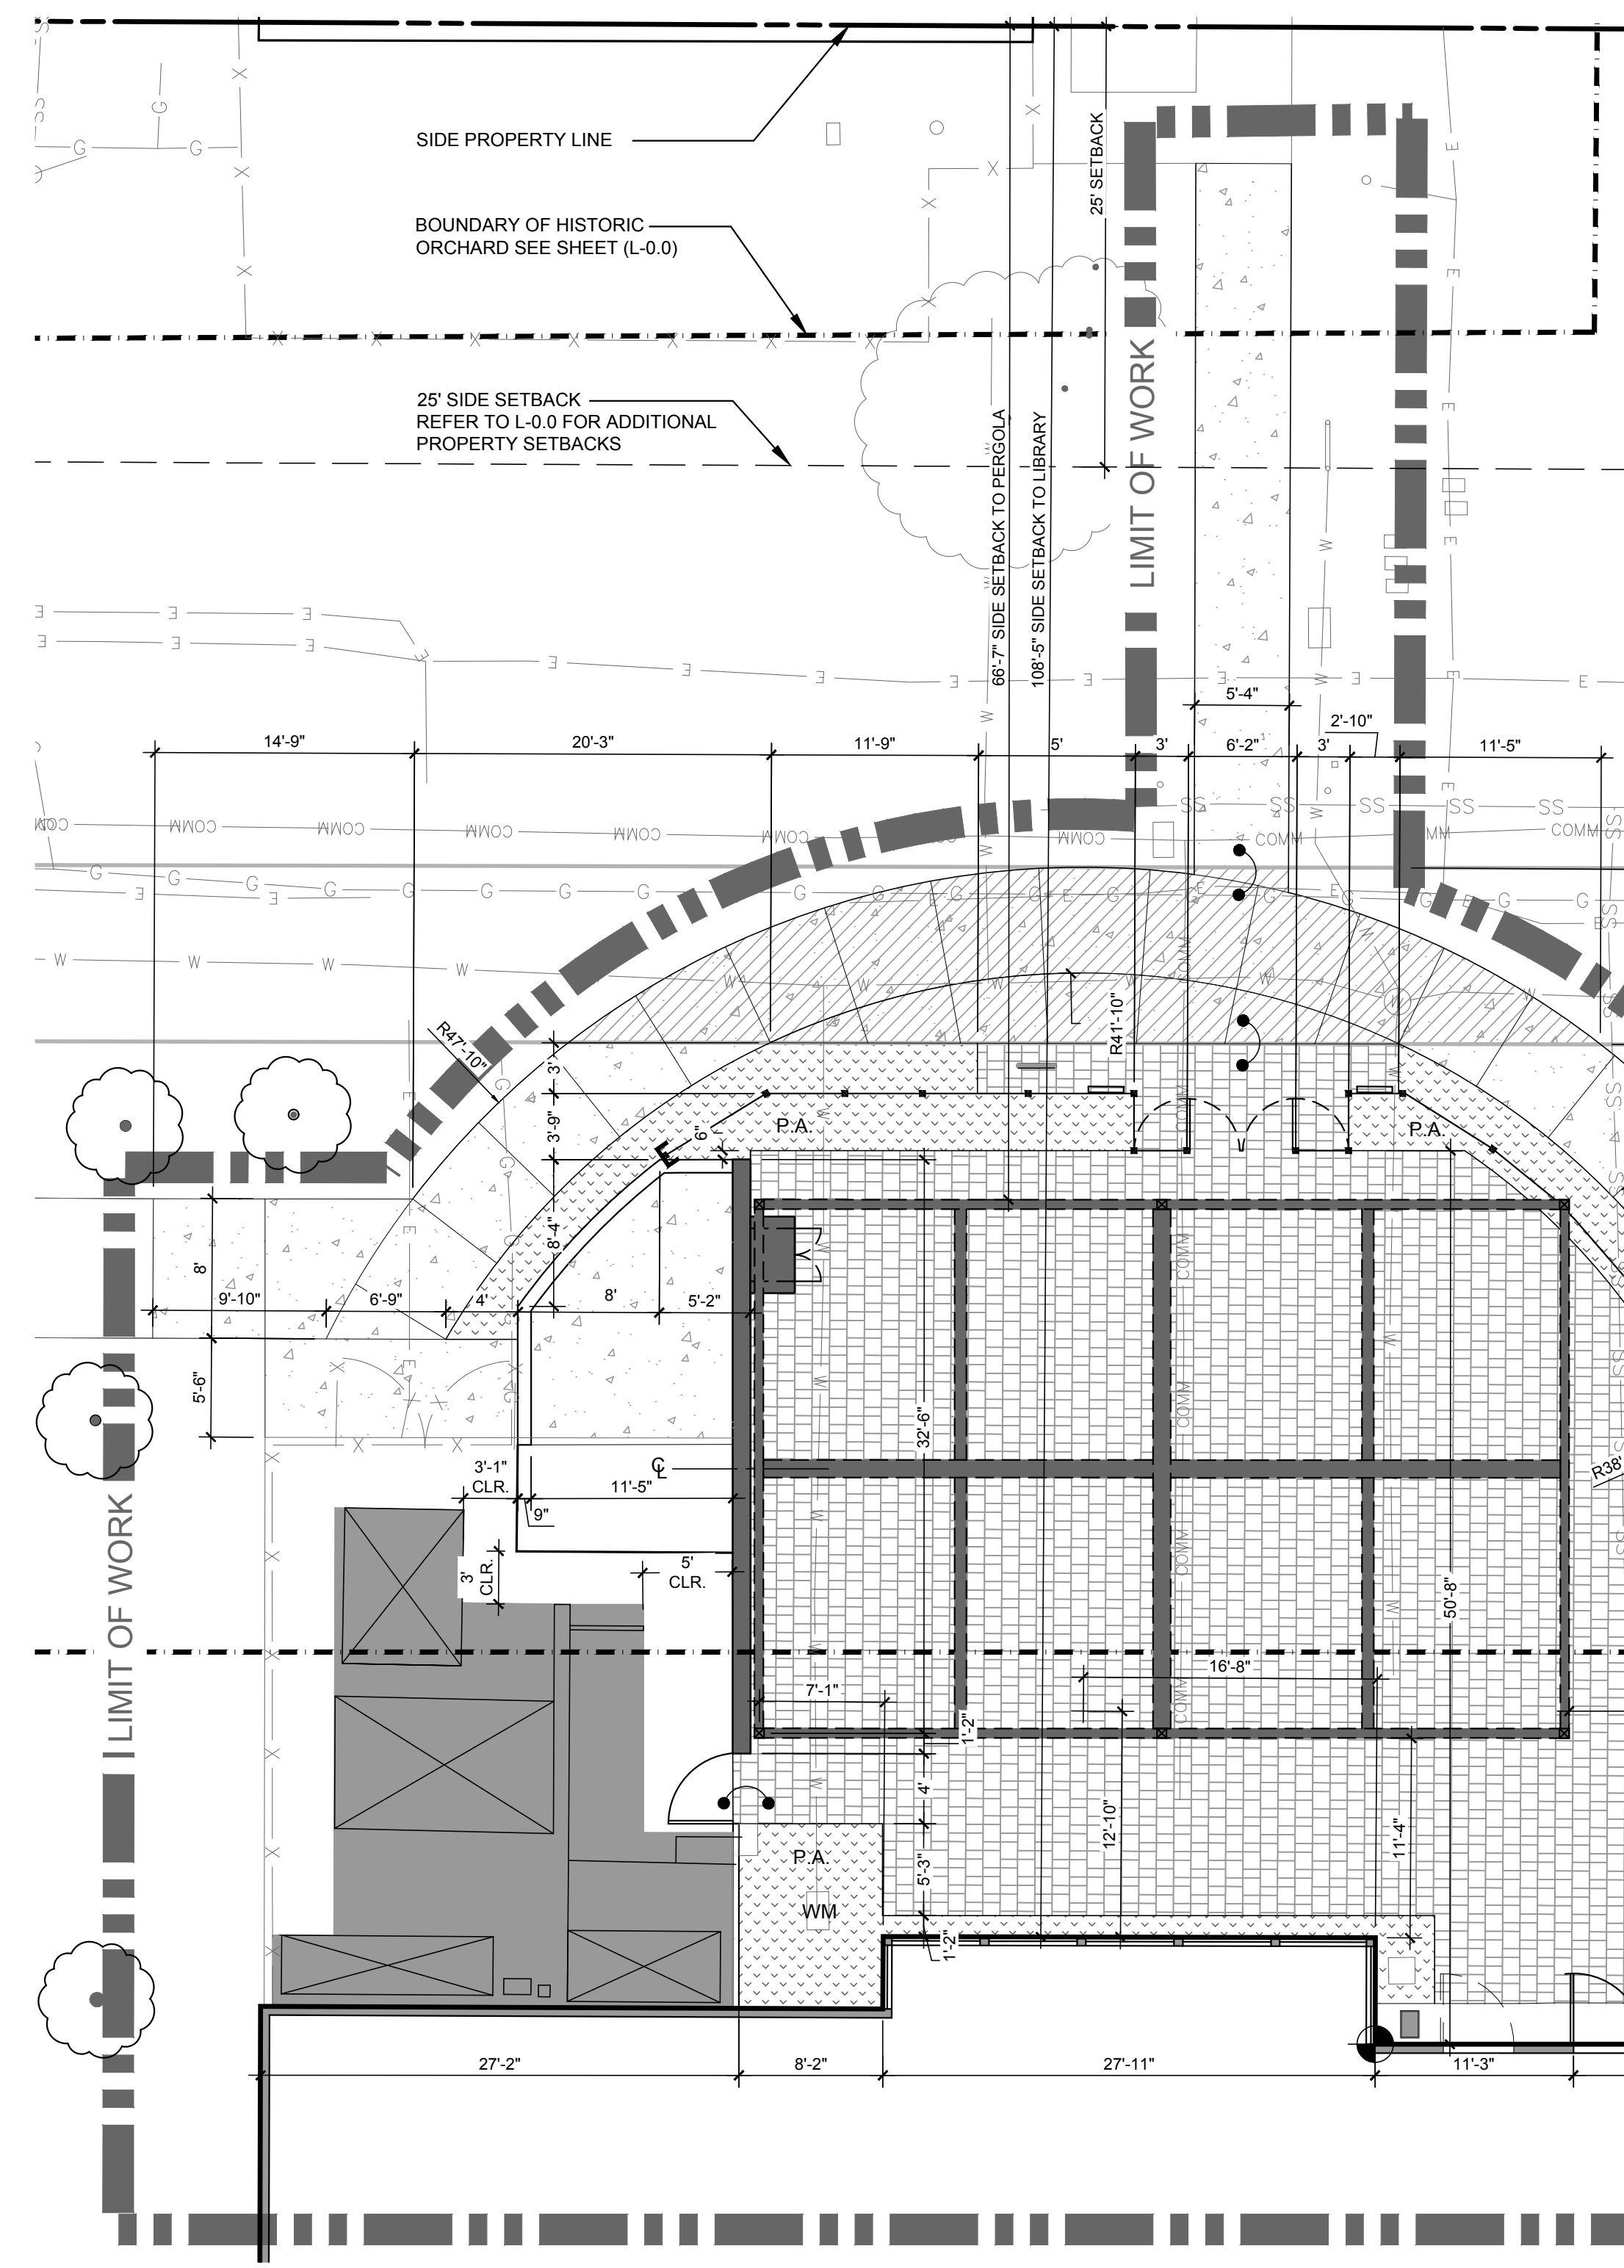 SIDE PROPERTY LINE
BOUNDARY OF HISTORIC
ORCHARD SEE SHEET (L-0.0)
25' SIDE SETBACK
REFER TO L-0.0 FOR ADDITIONAL
PROPERTY SETBACKS
25' SETBACK
66'-7" SIDE SETBACK TO PERGOLA
108'-5" SIDE SETBACK TO LIBRARY
LIMIT OF WORK
5'-4"
2'-10"
14'-9"
20'-3"
11'-9"
5'
3'
6'-2"
3'
11'-5"
R47'-10"
R41'-10"
3'
3'-9"
6"
P.A.
P.A.
E
8'-4"
8'
9'-10"
6'-9"
4'
8'
5'-2"
5'-6"
32'-6"
3'-1"
CLR.
11'-5"
9"
R38'
3'
CLR.
5'
CLR.
50'-8"
LIMIT OF WORK
16'-8"
7'-1"
1'-2"
4'
12'-10"
11'-4"
P.A.
5'-3"
WM
1'-2"
27'-2"
8'-2"
27'-11"
11'-3"
G
X
E
W
COMM
SS